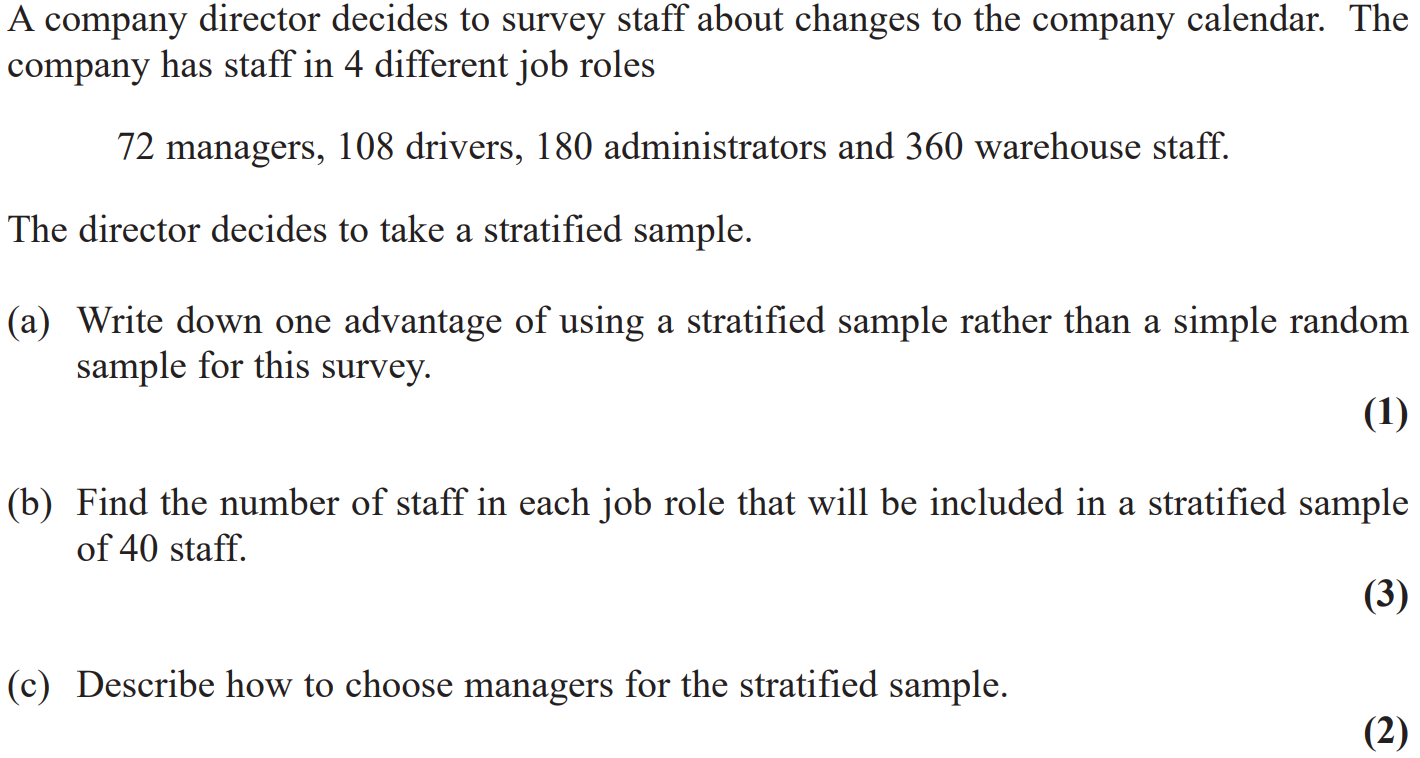 A company director decides to survey staff about changes to the company calendar. The
company has staff in 4 different job roles
72 managers, 108 drivers, 180 administrators and 360 warehouse staff.
The director decides to take a stratified sample.
(a) Write down one advantage of using a stratified sample rather than a simple random
sample for this survey.
(1)
(b) Find the number of staff in each job role that will be included in a stratified sample
of 40 staff.
(3)
(c) Describe how to choose managers for the stratified sample.
(2)